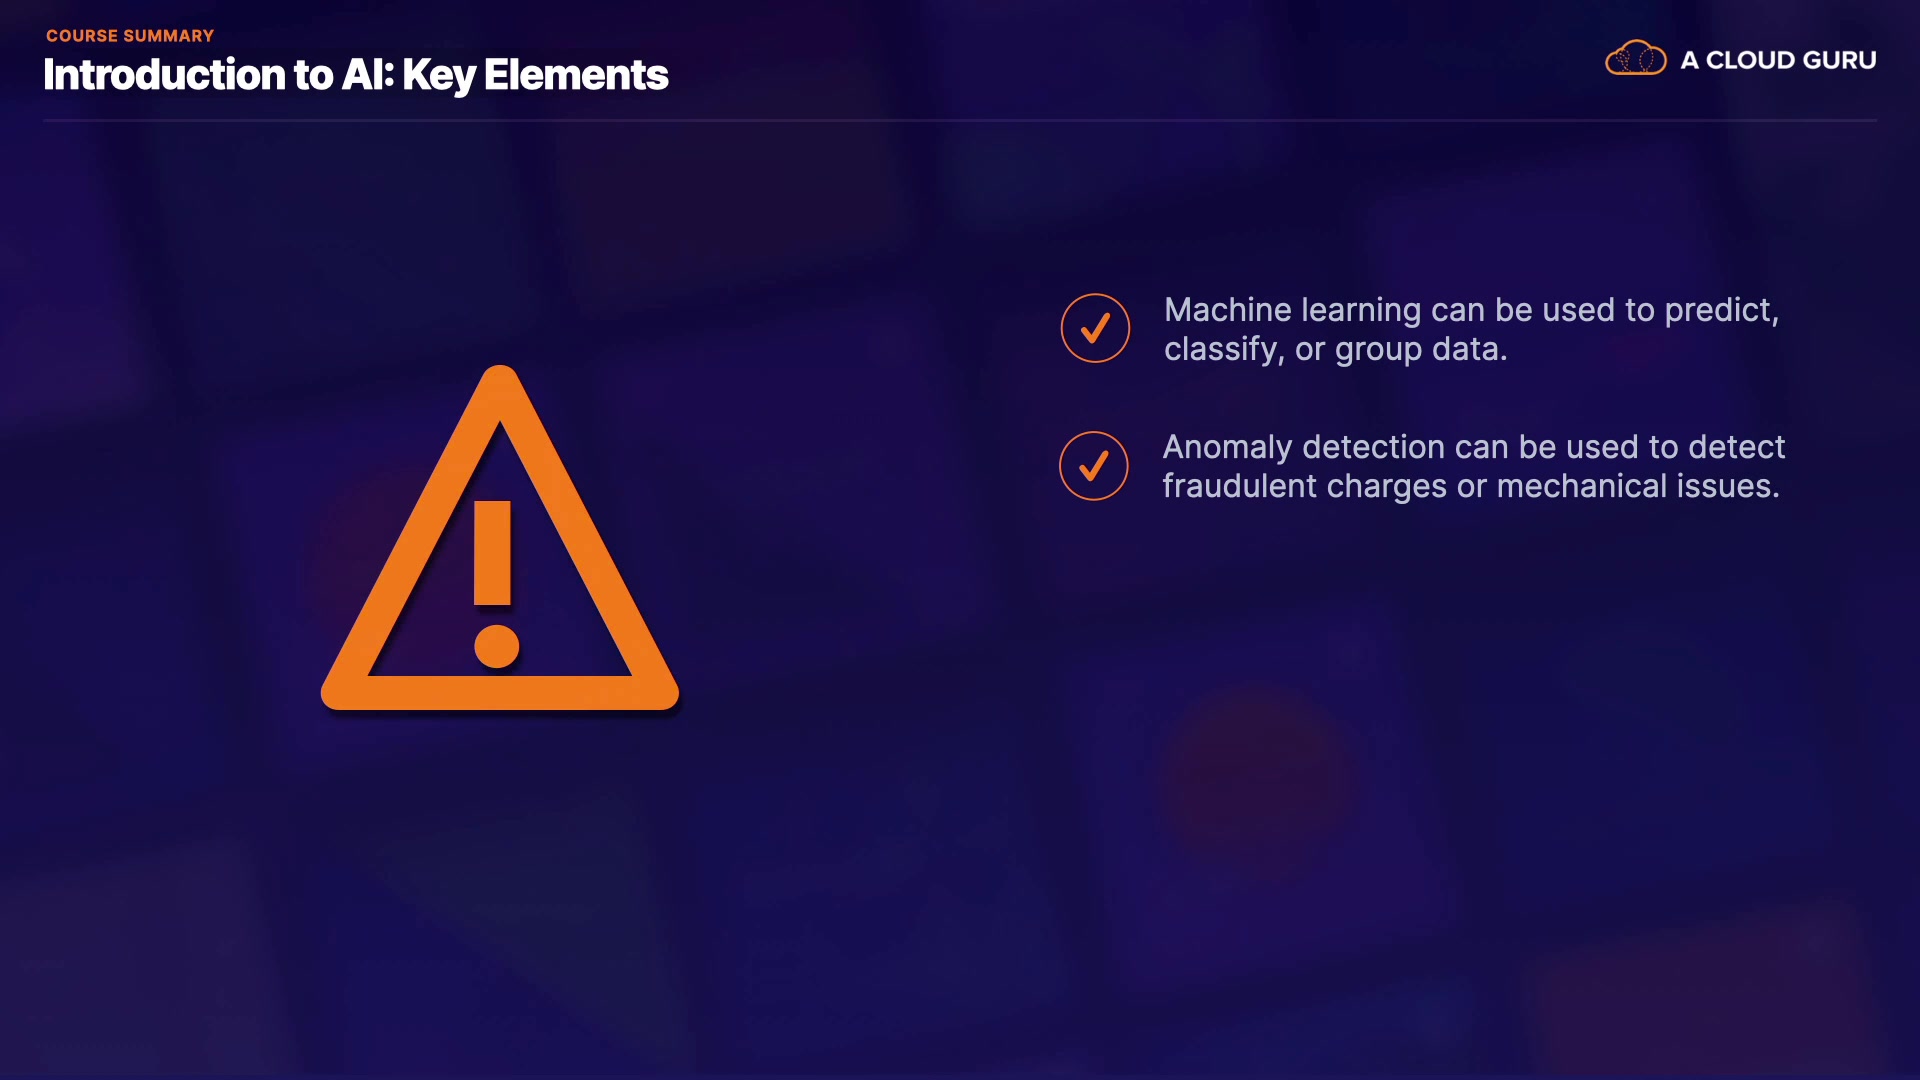 COURSE SUMMARY
Introduction to AI: Key Elements
A CLOUD GURU
Machine learning can be used to predict,
classify, or group data.
Anomaly detection can be used to detect
fraudulent charges or mechanical issues.